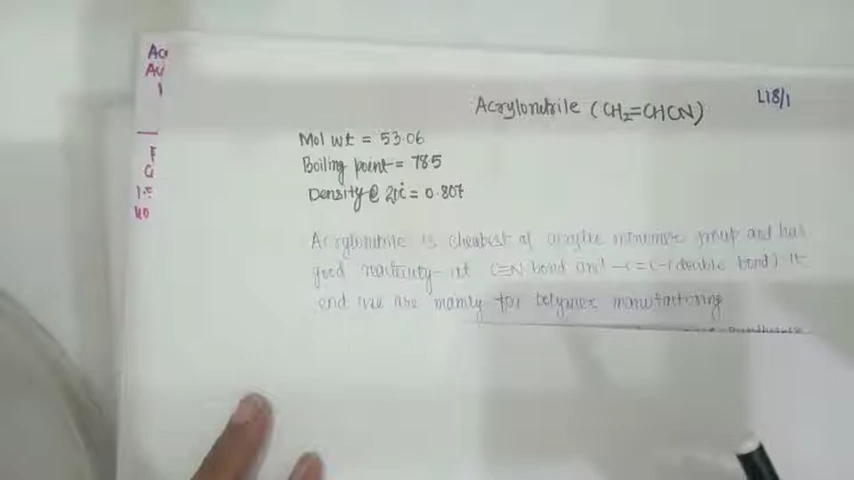 Acrylonitrile (CH₂=CHCN)
L18/1
Mol wt = 53.06
Boiling point = 78.5
Density @ 20c = 0.807
Acrylonitrile is cheapest of acrylic monomer group and has
good reactivity at C≡N bond and -C=C-(double bond) it
end use are mainly for polymer manufacturing